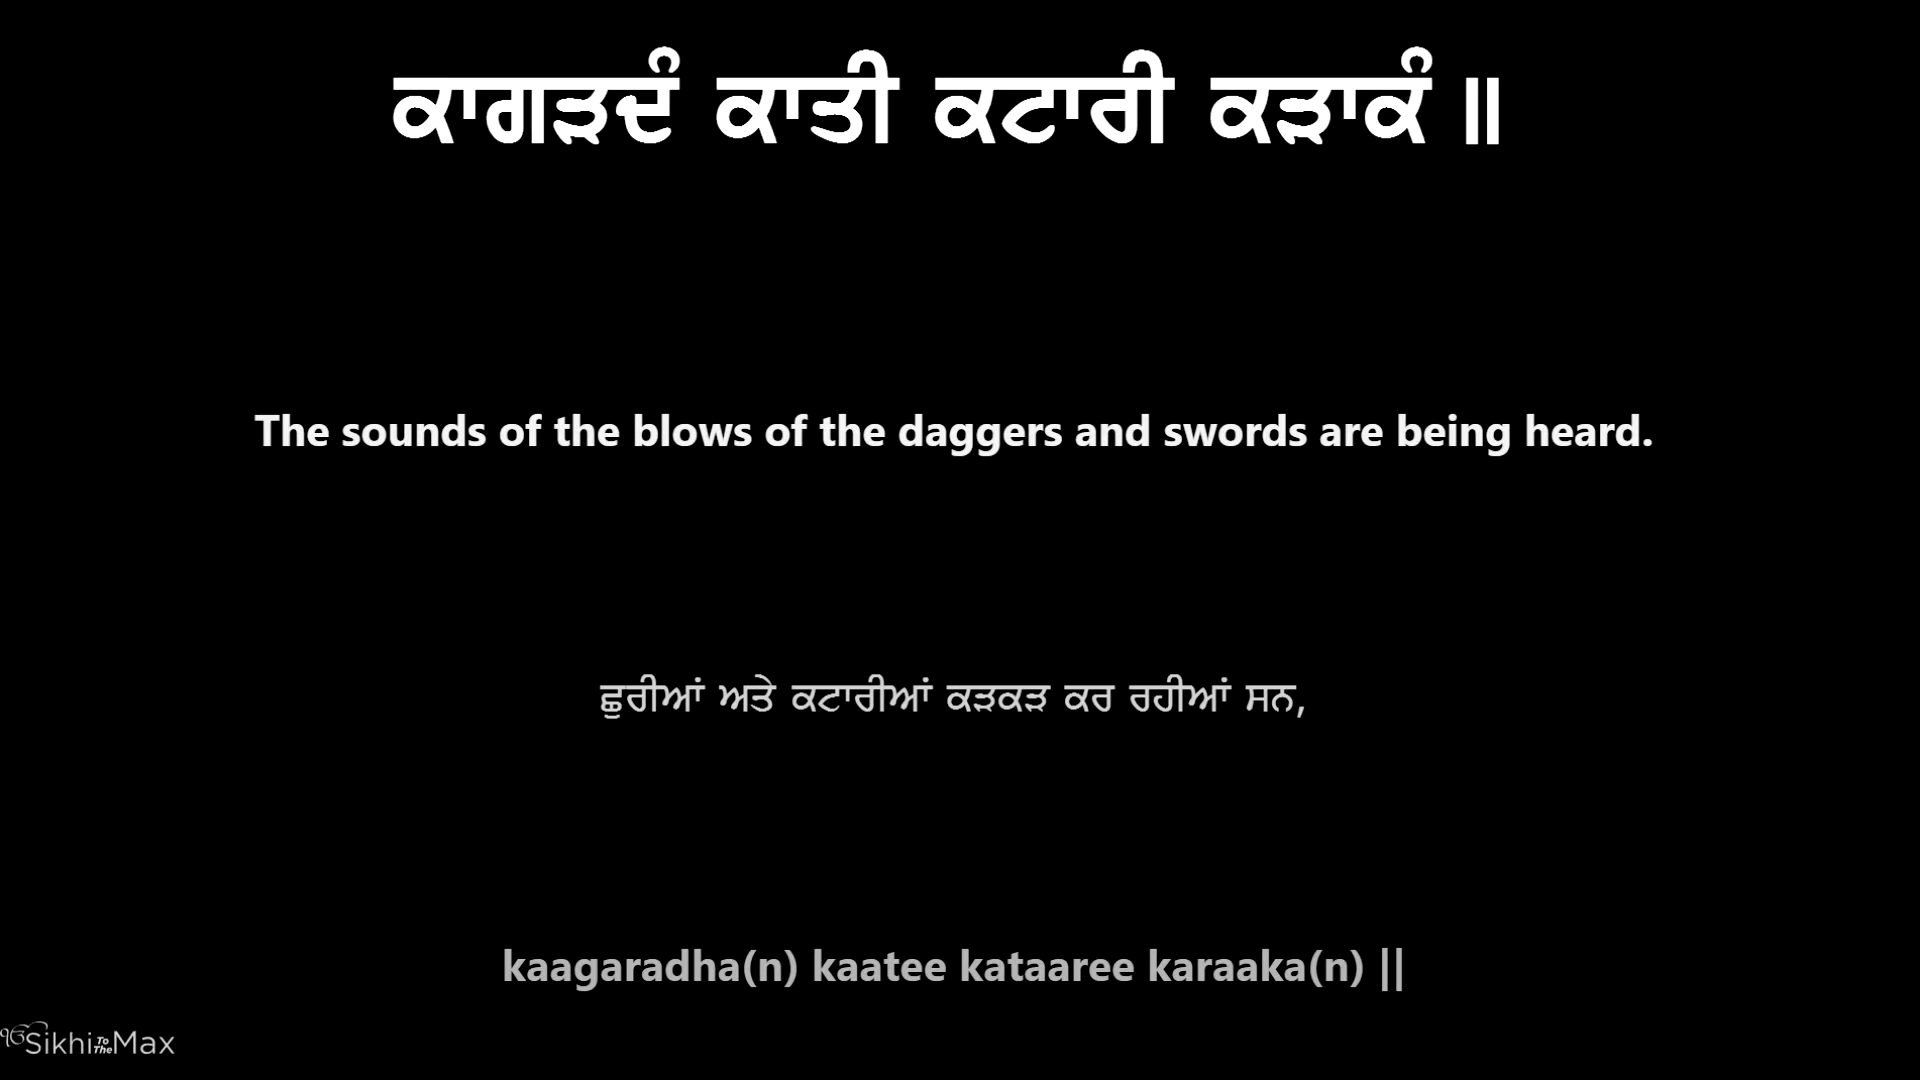 ਕਾਗੜਦੰ ਕਾਤੀ ਕਟਾਰੀ ਕੜਾਕੰ ॥
The sounds of the blows of the daggers and swords are being heard.
ਛੁਰੀਆਂ ਅਤੇ ਕਟਾਰੀਆਂ ਕੜਕੜ ਕਰ ਰਹੀਆਂ ਸਨ,
kaagaradha(n) kaatee kataaree karaaka(n) ||
ੴSikhiToTheMax